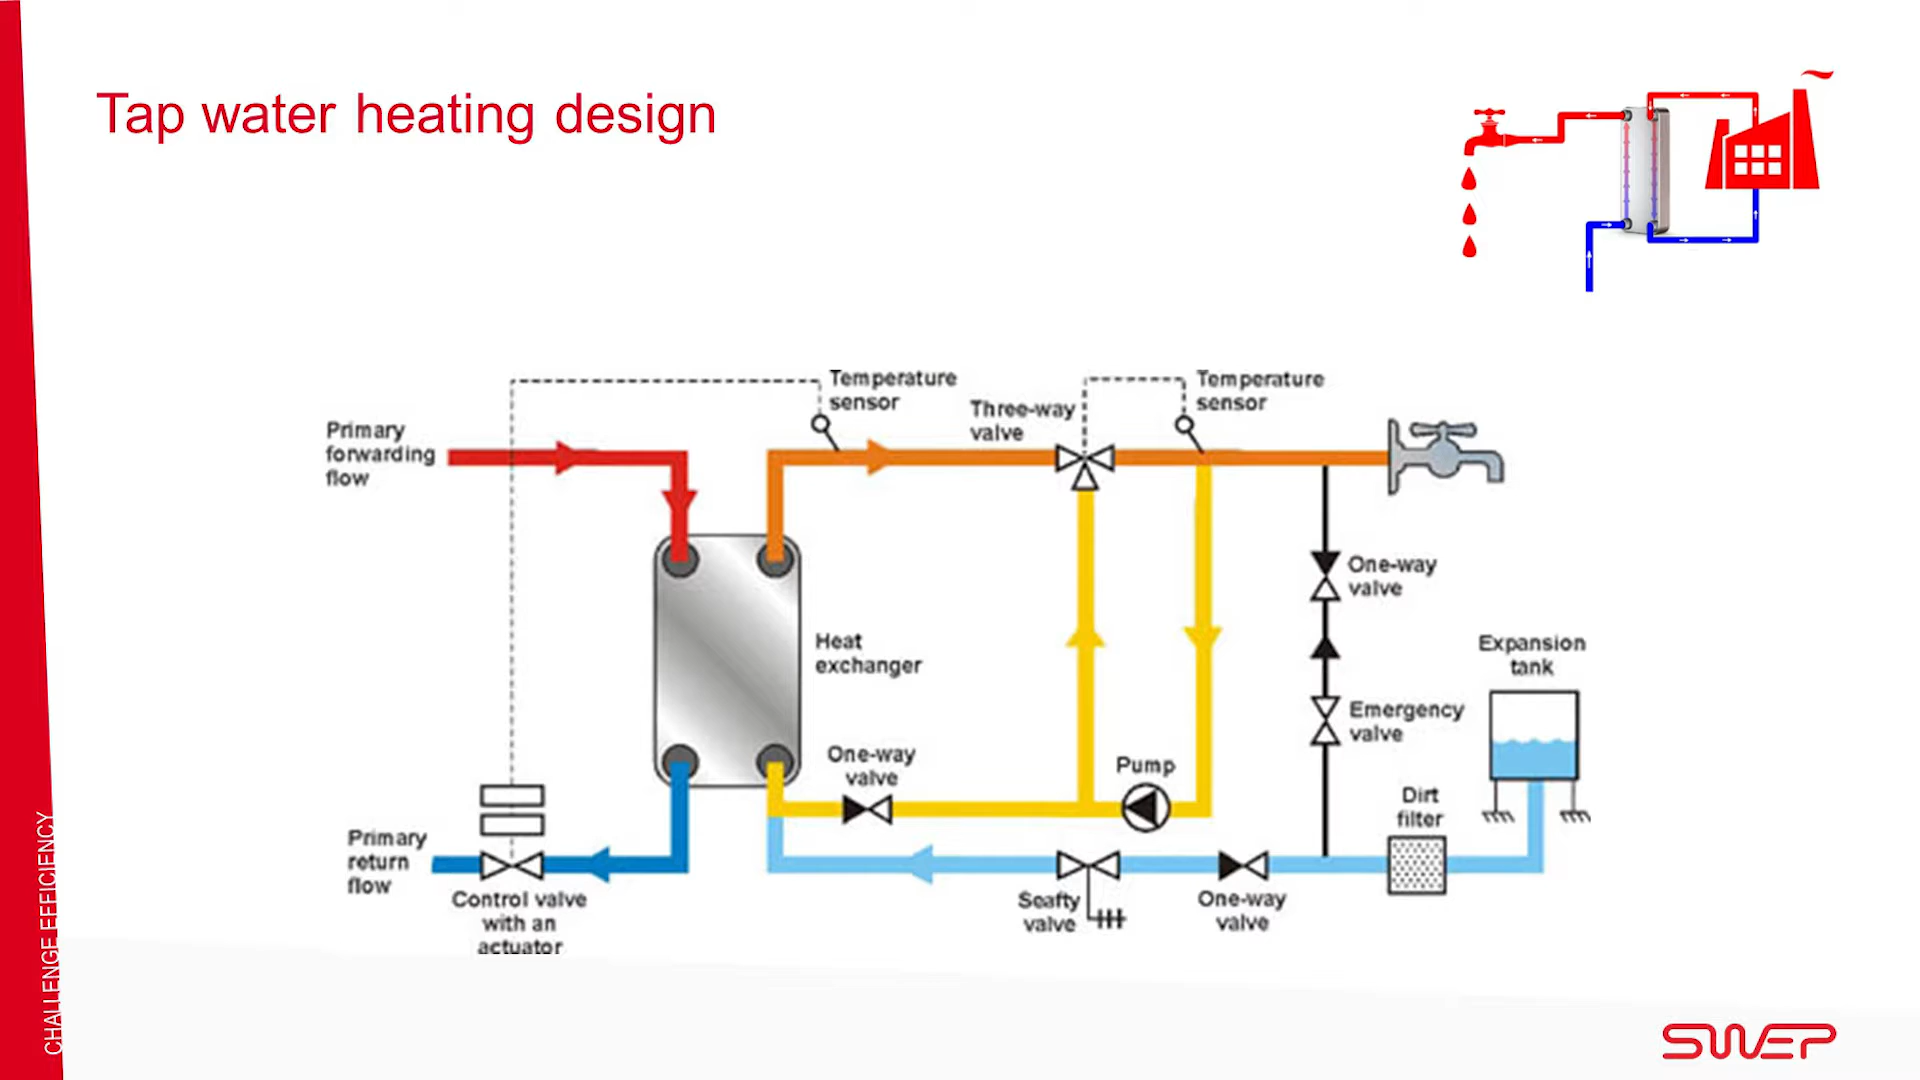 Tap water heating design
Temperature
sensor
Temperature
sensor
Three-way
valve
Primary
forwarding
flow
One-way
valve
Heat
exchanger
Expansion
tank
Emergency
valve
One-way
valve
Pump
Dirt
filter
Primary
return
flow
Control valve
with an
actuator
Seafty
valve
One-way
valve
CHALLENGE EFFICIENCY
SWEP